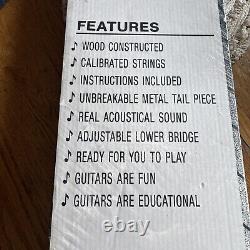 FEATURES
♪ WOOD CONSTRUCTED
♪ CALIBRATED STRINGS
♪ INSTRUCTIONS INCLUDED
♪ UNBREAKABLE METAL TAIL PIECE
♪ REAL ACOUSTICAL SOUND
♪ ADJUSTABLE LOWER BRIDGE
♪ READY FOR YOU TO PLAY
♪ GUITARS ARE FUN
♪ GUITARS ARE EDUCATIONAL